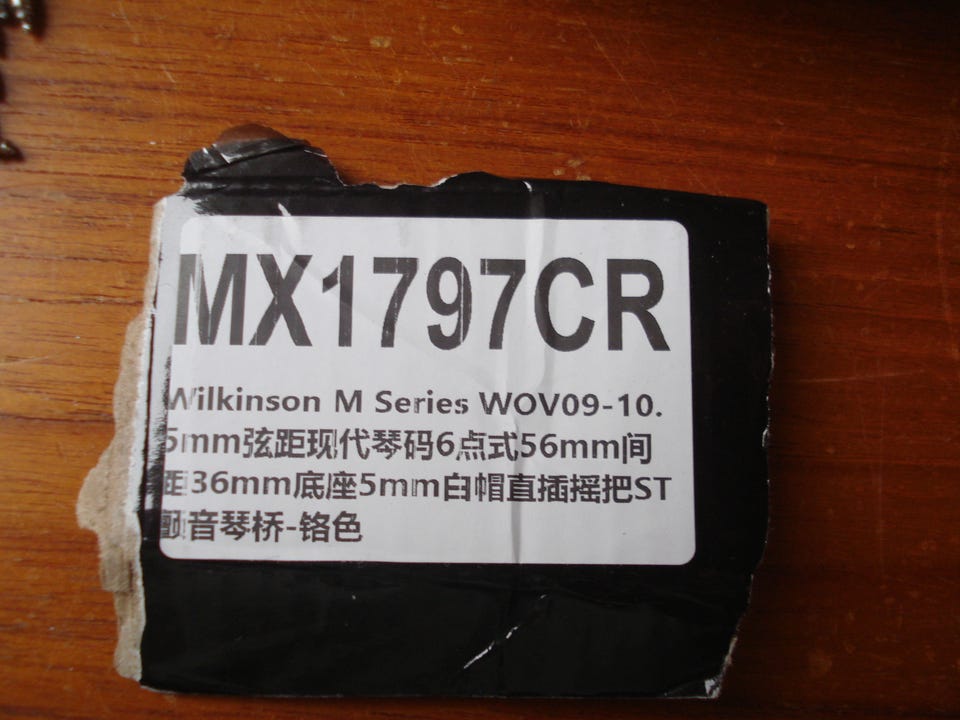 MX1797CR
Wilkinson M Series WOV09-10.
5mm弦距现代琴码6点式56mm间
距36mm底座5mm白帽直插摇把ST
颤音琴桥-铬色